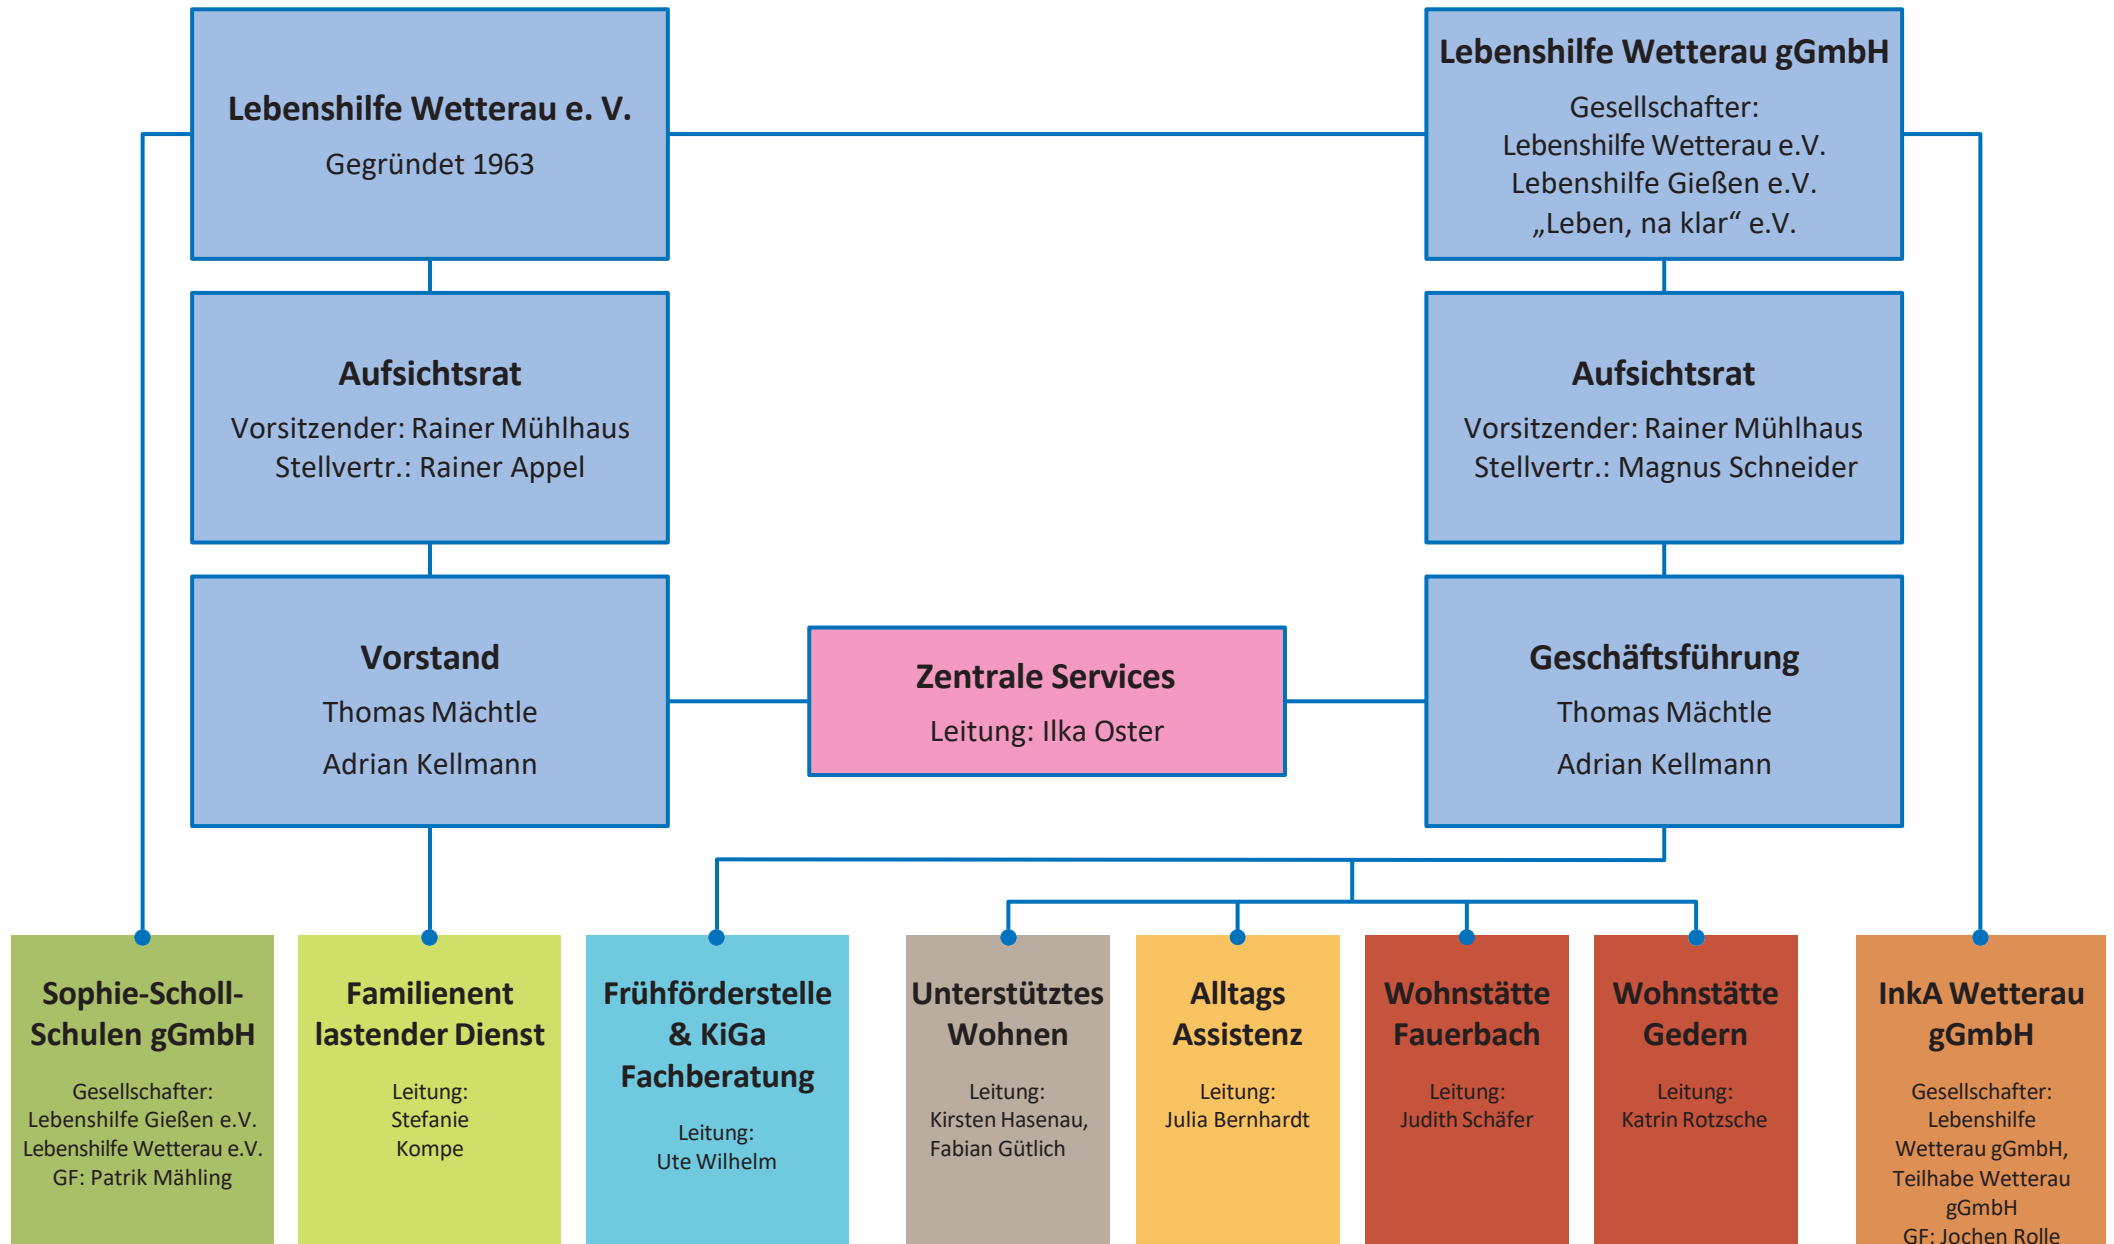 Lebenshilfe Wetterau e. V.
Gegründet 1963
Lebenshilfe Wetterau gGmbH
Gesellschafter:
Lebenshilfe Wetterau e.V.
Lebenshilfe Gießen e.V.
„Leben, na klar“ e.V.
Aufsichtsrat
Vorsitzender: Rainer Mühlhaus
Stellvertr.: Rainer Appel
Aufsichtsrat
Vorsitzender: Rainer Mühlhaus
Stellvertr.: Magnus Schneider
Vorstand
Thomas Mächtle
Adrian Kellmann
Zentrale Services
Leitung: Ilka Oster
Geschäftsführung
Thomas Mächtle
Adrian Kellmann
Sophie-Scholl-
Schulen gGmbH
Gesellschafter:
Lebenshilfe Gießen e.V.
Lebenshilfe Wetterau e.V.
GF: Patrik Mähling
Familienent
lastender Dienst
Leitung:
Stefanie
Kompe
Frühförderstelle
& KiGa
Fachberatung
Leitung:
Ute Wilhelm
Unterstütztes
Wohnen
Leitung:
Kirsten Hasenau,
Fabian Gütlich
Alltags
Assistenz
Leitung:
Julia Bernhardt
Wohnstätte
Fauerbach
Leitung:
Judith Schäfer
Wohnstätte
Gedern
Leitung:
Katrin Rotzsche
InkA Wetterau
gGmbH
Gesellschafter:
Lebenshilfe
Wetterau gGmbH,
Teilhabe Wetterau
gGmbH
GF: Jochen Rolle